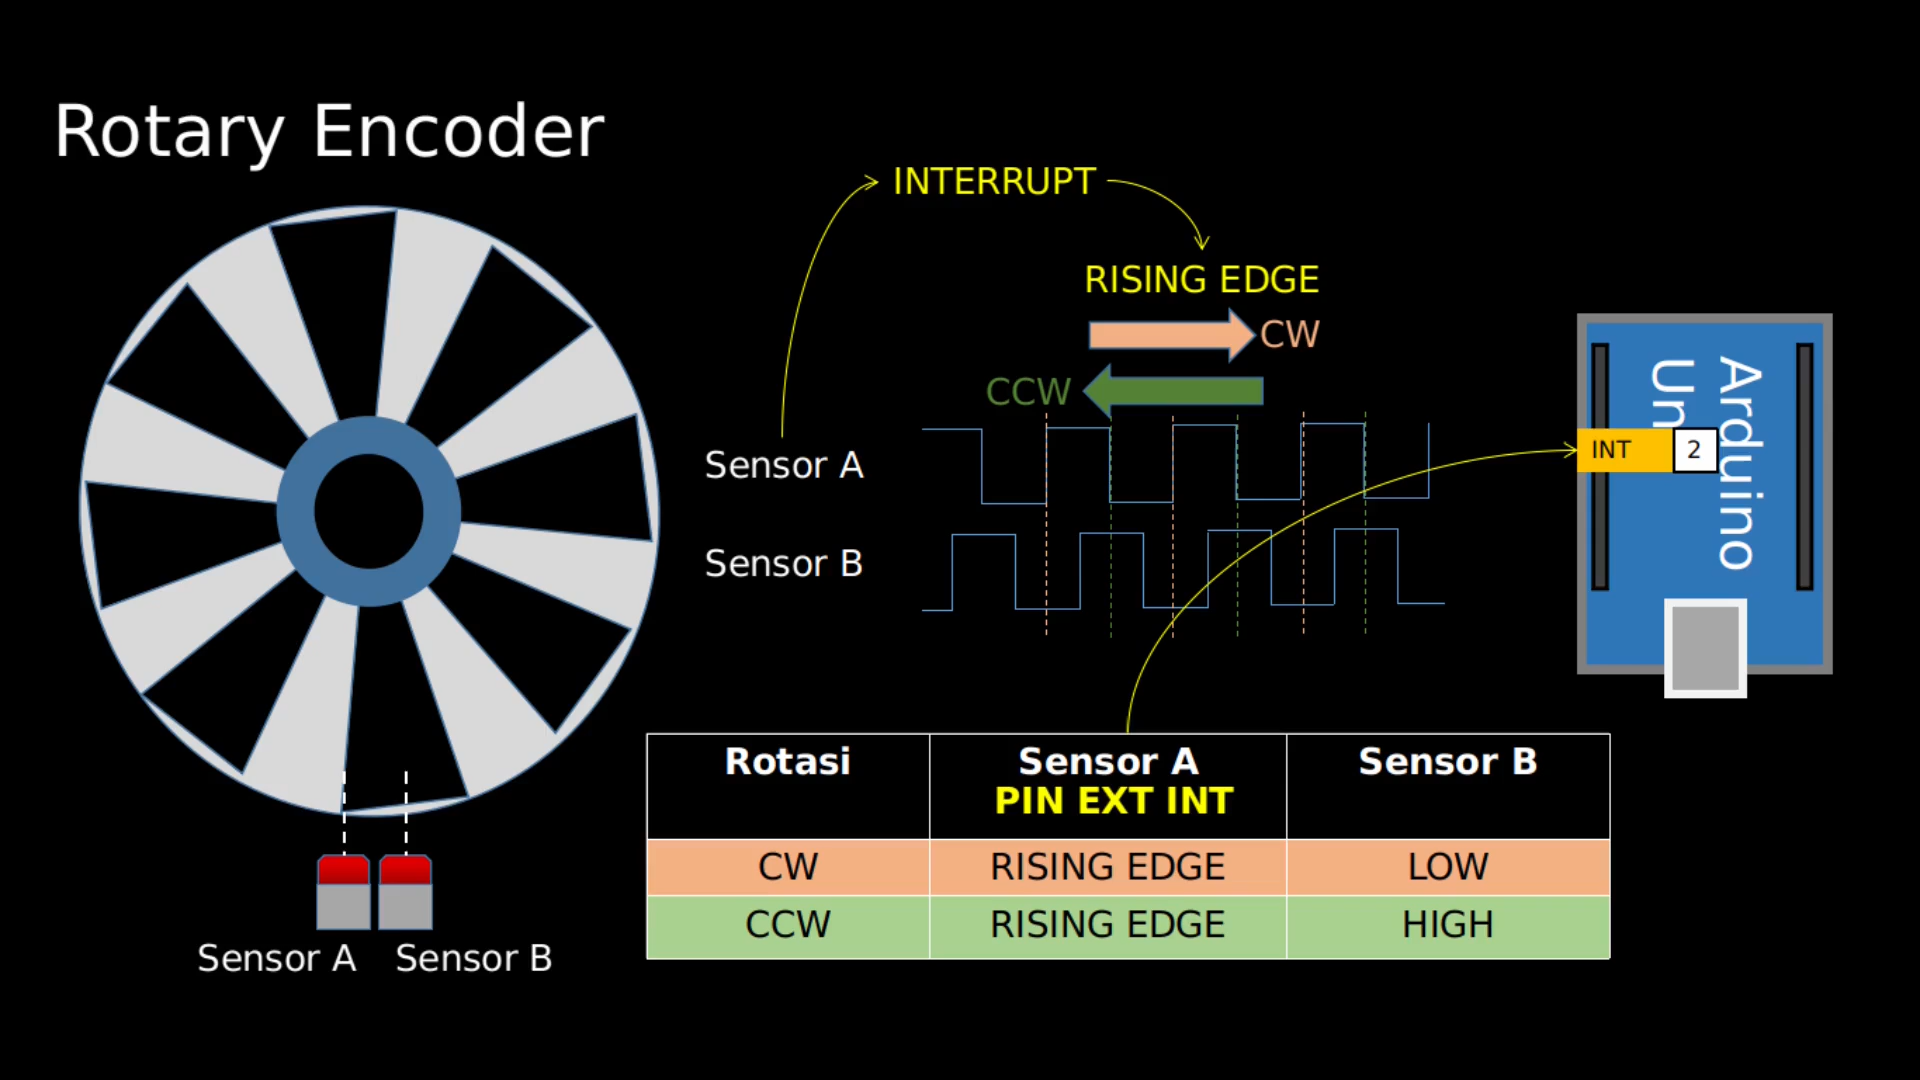 Rotary Encoder
INTERRUPT
RISING EDGE
CW
CCW
Sensor A
Sensor B
Arduino
Un
INT
2
Rotasi
Sensor A
PIN EXT INT
Sensor B
CW
RISING EDGE
LOW
CCW
RISING EDGE
HIGH
Sensor A
Sensor B